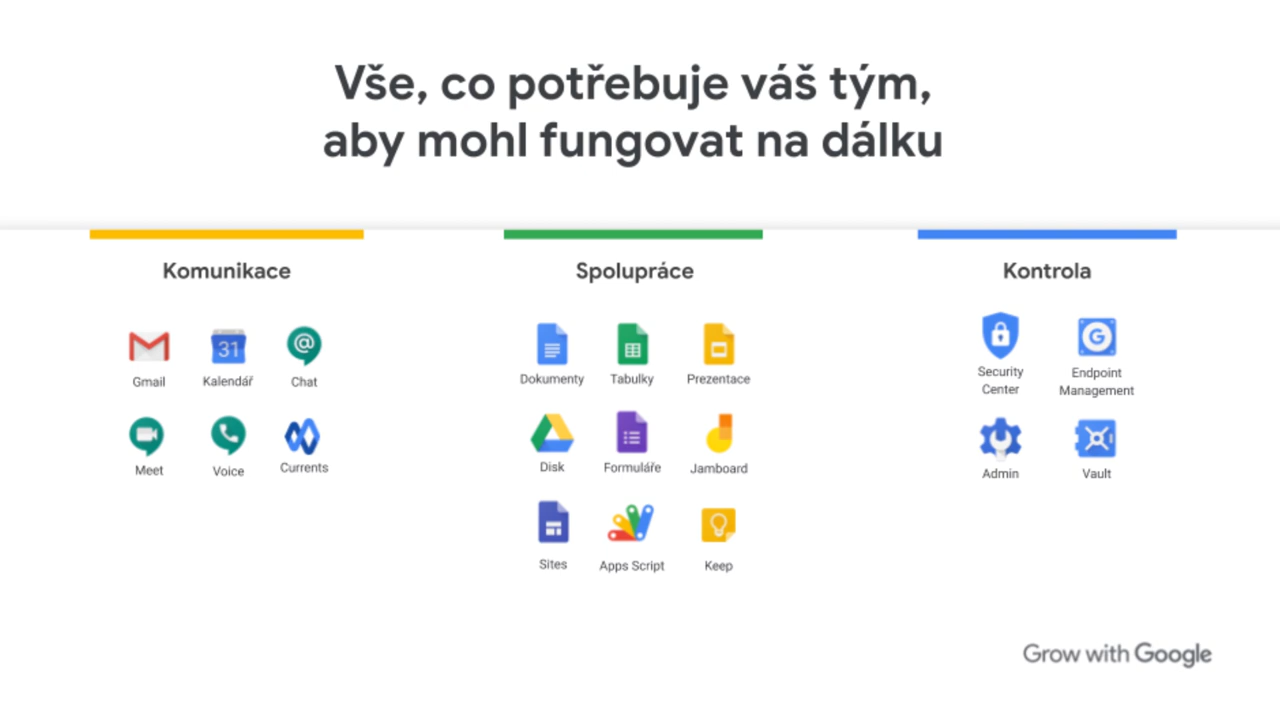 Vše, co potřebuje váš tým,
aby mohl fungovat na dálku
Komunikace
Gmail
31
Kalendář
Chat
Meet
Voice
Currents
Spolupráce
Dokumenty
Tabulky
Prezentace
Disk
Formuláře
Jamboard
Sites
Apps Script
Keep
Kontrola
Security
Center
G
Endpoint
Management
Admin
Vault
Grow with Google